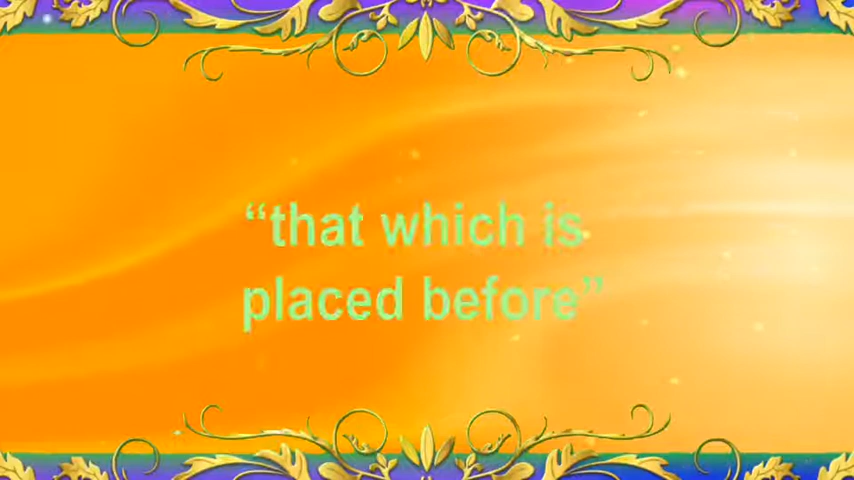 “that which is
placed before”